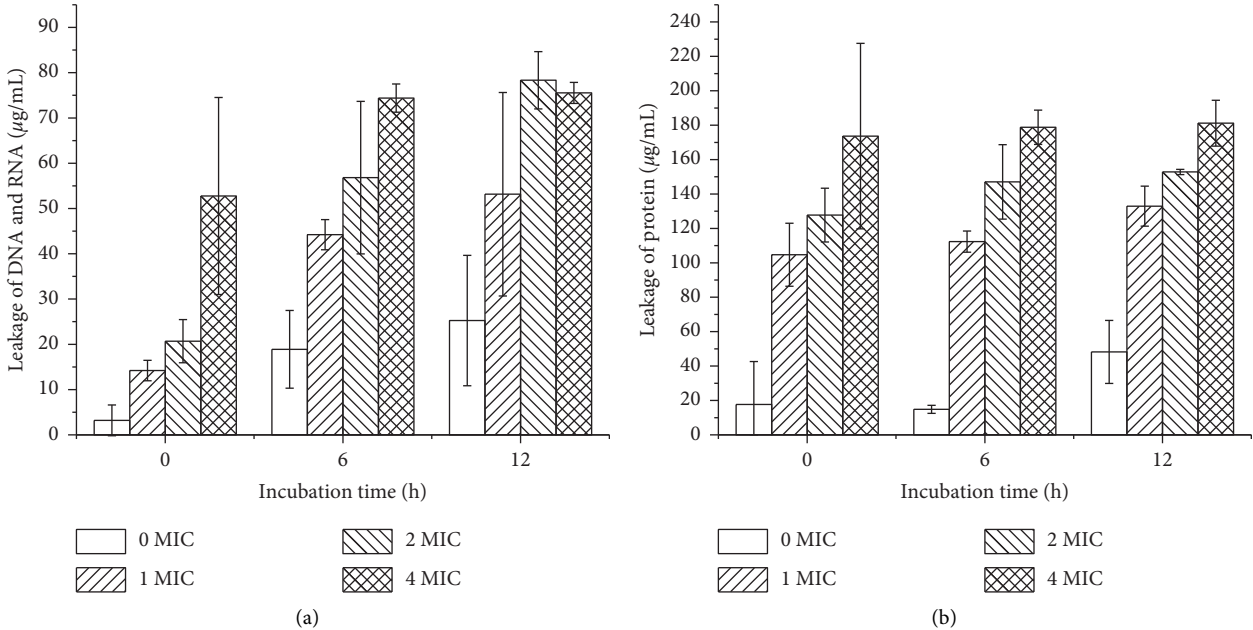 Leakage of DNA and RNA (μg/mL)
90
80
70
60
50
40
30
20
10
0
0 6 12
Incubation time (h)
0 MIC 2 MIC
1 MIC 4 MIC
(a)
Leakage of protein (μg/mL)
240
220
200
180
160
140
120
100
80
60
40
20
0
0 6 12
Incubation time (h)
0 MIC 2 MIC
1 MIC 4 MIC
(b)